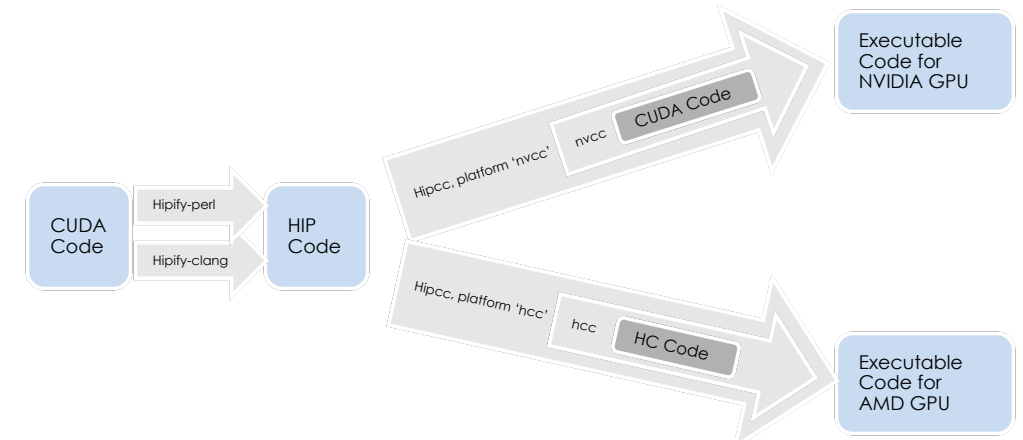 CUDA
Code
Hipify-perl
Hipify-clang
HIP
Code
Hipcc, platform ‘nvcc’
nvcc
CUDA Code
Executable
Code for
NVIDIA GPU
Hipcc, platform ‘hcc’
hcc
HC Code
Executable
Code for
AMD GPU